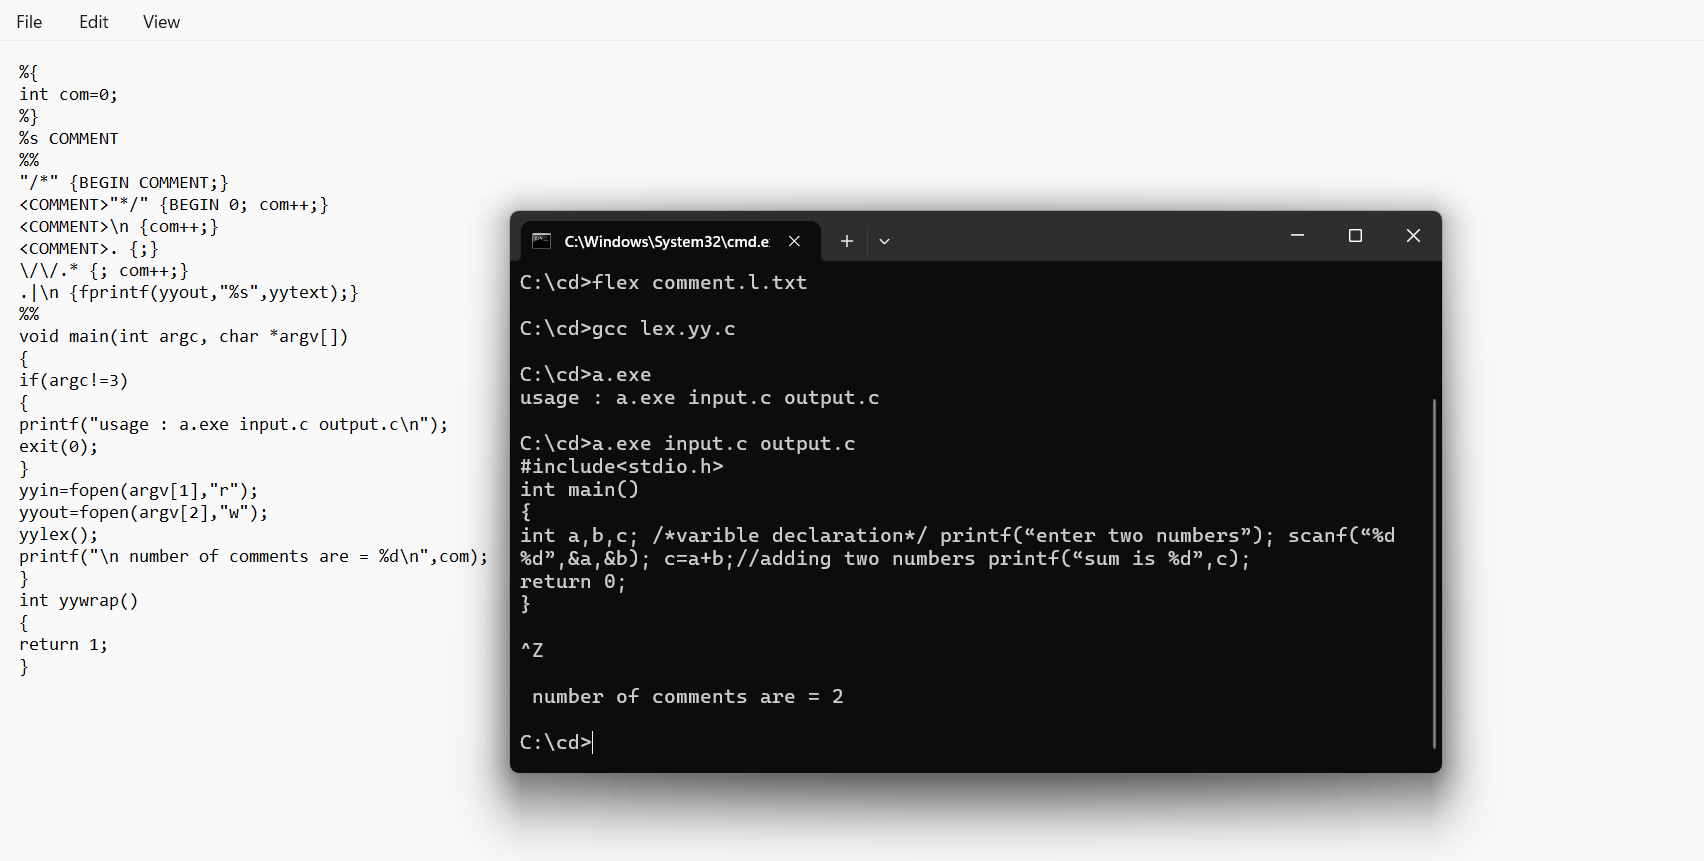 File Edit View
%{
int com=0;
%}
%s COMMENT
%%
"/*" {BEGIN COMMENT;}
<COMMENT>"*/" {BEGIN 0; com++;}
<COMMENT>\n {com++;}
<COMMENT>. {;}
\/\/.* {; com++;}
.|\n {fprintf(yyout,"%s",yytext);}
%%
void main(int argc, char *argv[])
{
if(argc!=3)
{
printf("usage : a.exe input.c output.c\n");
exit(0);
}
yyin=fopen(argv[1],"r");
yyout=fopen(argv[2],"w");
yylex();
printf("\n number of comments are = %d\n",com);
}
int yywrap()
{
return 1;
}
C:\Windows\System32\cmd.e
C:\cd>flex comment.l.txt
C:\cd>gcc lex.yy.c
C:\cd>a.exe
usage : a.exe input.c output.c
C:\cd>a.exe input.c output.c
#include<stdio.h>
int main()
{
int a,b,c; /*varible declaration*/ printf(“enter two numbers”); scanf(“%d
%d”,&a,&b); c=a+b;//adding two numbers printf(“sum is %d”,c);
return 0;
}
^Z
number of comments are = 2
C:\cd>